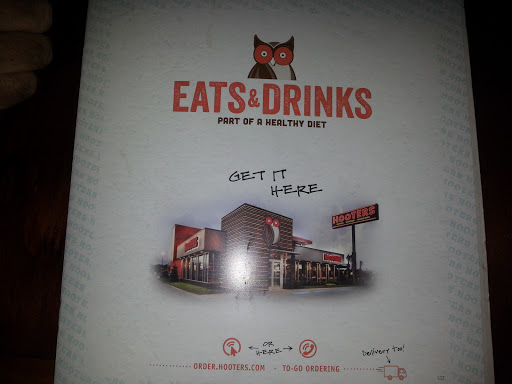 EATS & DRINKS
PART OF A HEALTHY DIET
GET IT
HERE
HOOTERS
OR
HERE
Delivery too!
ORDER.HOOTERS.COM - TO-GO ORDERING